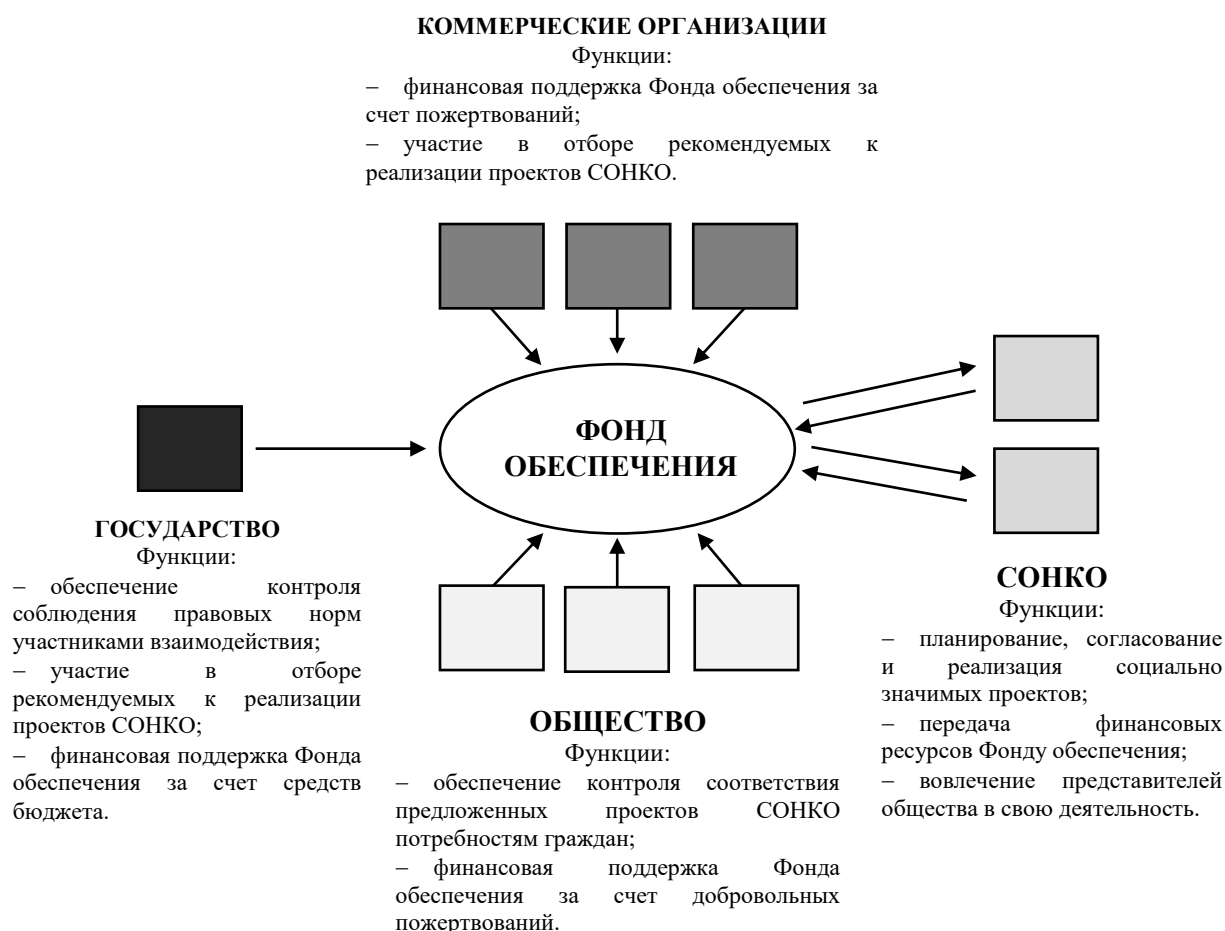 КОММЕРЧЕСКИЕ ОРГАНИЗАЦИИ
Функции:
– финансовая поддержка Фонда обеспечения за
счет пожертвований;
– участие в отборе рекомендуемых к
реализации проектов СОНКО.
ФОНД
ОБЕСПЕЧЕНИЯ
ГОСУДАРСТВО
Функции:
– обеспечение контроля
соблюдения правовых норм
участниками взаимодействия;
– участие в отборе
рекомендуемых к реализации
проектов СОНКО;
– финансовая поддержка Фонда
обеспечения за счет средств
бюджета.
ОБЩЕСТВО
Функции:
– обеспечение контроля соответствия
предложенных проектов СОНКО
потребностям граждан;
– финансовая поддержка Фонда
обеспечения за счет добровольных
пожертвований.
СОНКО
Функции:
– планирование, согласование
и реализация социально
значимых проектов;
– передача финансовых
ресурсов Фонду обеспечения;
– вовлечение представителей
общества в свою деятельность.